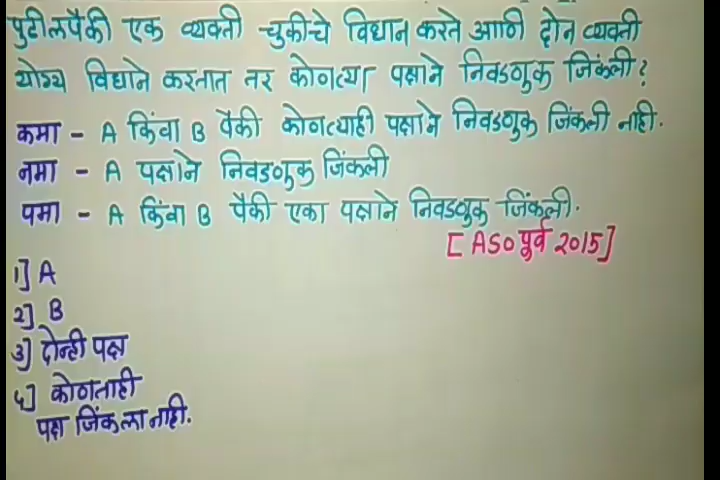 पुढीलपैकी एक व्यक्ती चुकीचे विधान करते आणि दोन व्यक्ती
योग्य विधाने करतात तर कोणत्या पक्षाने निवडणुक जिंकली?
कमा - A किंवा B पैकी कोणत्याही पक्षाने निवडणुक जिंकली नाही.
नमा - A पक्षाने निवडणुक जिंकली
पमा - A किंवा B पैकी एका पक्षाने निवडणुक जिंकली.
[ ASO पूर्व 2015]
1] A
2] B
3] दोन्ही पक्ष
4] कोणताही
पक्ष जिंकला नाही.